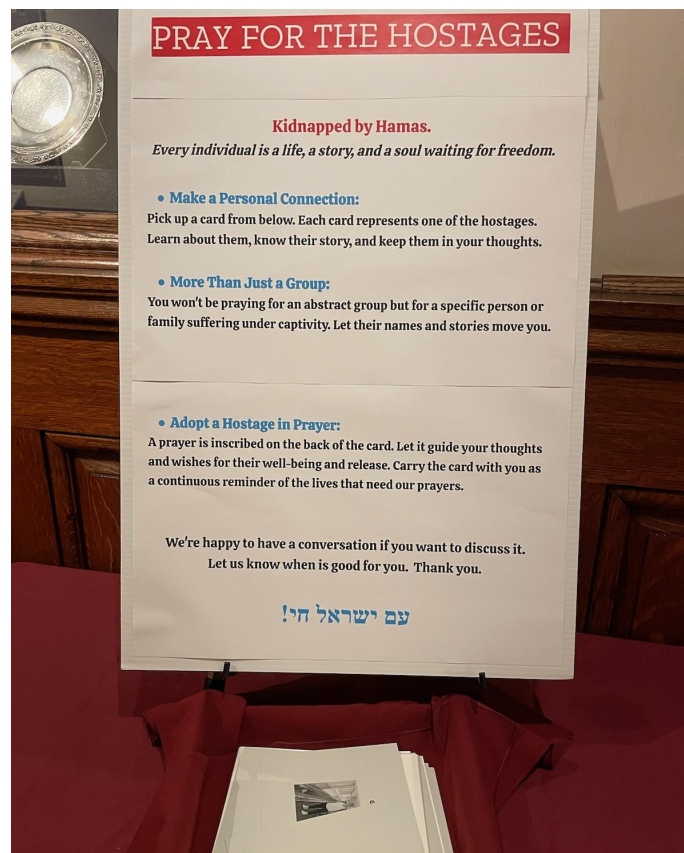 PRAY FOR THE HOSTAGES
Kidnapped by Hamas.
Every individual is a life, a story, and a soul waiting for freedom.
• Make a Personal Connection:
Pick up a card from below. Each card represents one of the hostages.
Learn about them, know their story, and keep them in your thoughts.
• More Than Just a Group:
You won't be praying for an abstract group but for a specific person or
family suffering under captivity. Let their names and stories move you.
• Adopt a Hostage in Prayer:
A prayer is inscribed on the back of the card. Let it guide your thoughts
and wishes for their well-being and release. Carry the card with you as
a continuous reminder of the lives that need our prayers.
We're happy to have a conversation if you want to discuss it.
Let us know when is good for you. Thank you.
עם ישראל חי!